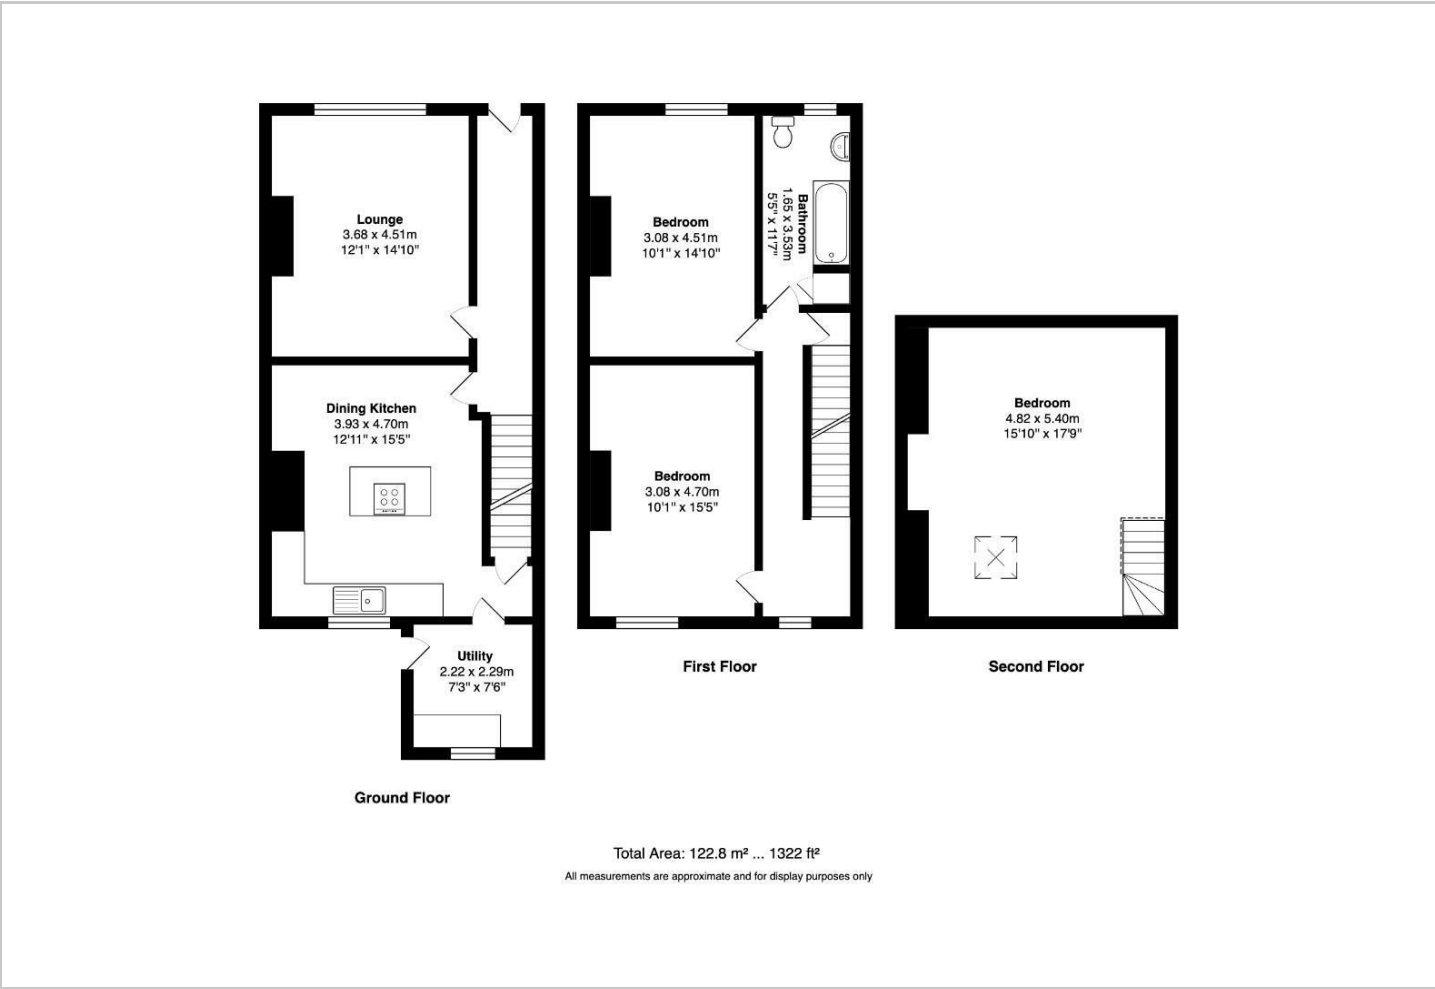 Lounge
3.68 x 4.51m
12'1" x 14'10"
Dining Kitchen
3.93 x 4.70m
12'11" x 15'5"
Utility
2.22 x 2.29m
7'3" x 7'6"
Ground Floor
Bedroom
3.08 x 4.51m
10'1" x 14'10"
Bathroom
1.65 x 3.53m
5'5" x 11'7"
Bedroom
3.08 x 4.70m
10'1" x 15'5"
First Floor
Bedroom
4.82 x 5.40m
15'10" x 17'9"
Second Floor
Total Area: 122.8 m² ... 1322 ft²
All measurements are approximate and for display purposes only